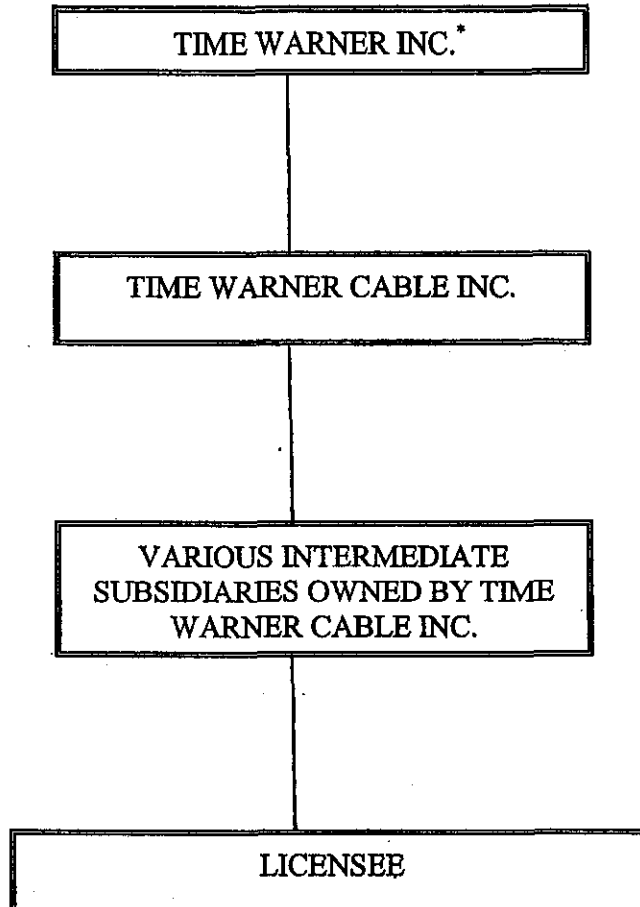 TIME WARNER INC.*
TIME WARNER CABLE INC.
VARIOUS INTERMEDIATE
SUBSIDIARIES OWNED BY TIME
WARNER CABLE INC.
LICENSEE